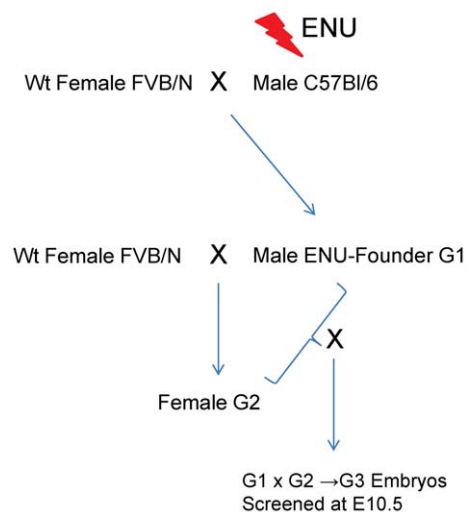 ENU
Wt Female FVB/N X Male C57Bl/6
Wt Female FVB/N X Male ENU-Founder G1
X
Female G2
G1 x G2 →G3 Embryos
Screened at E10.5